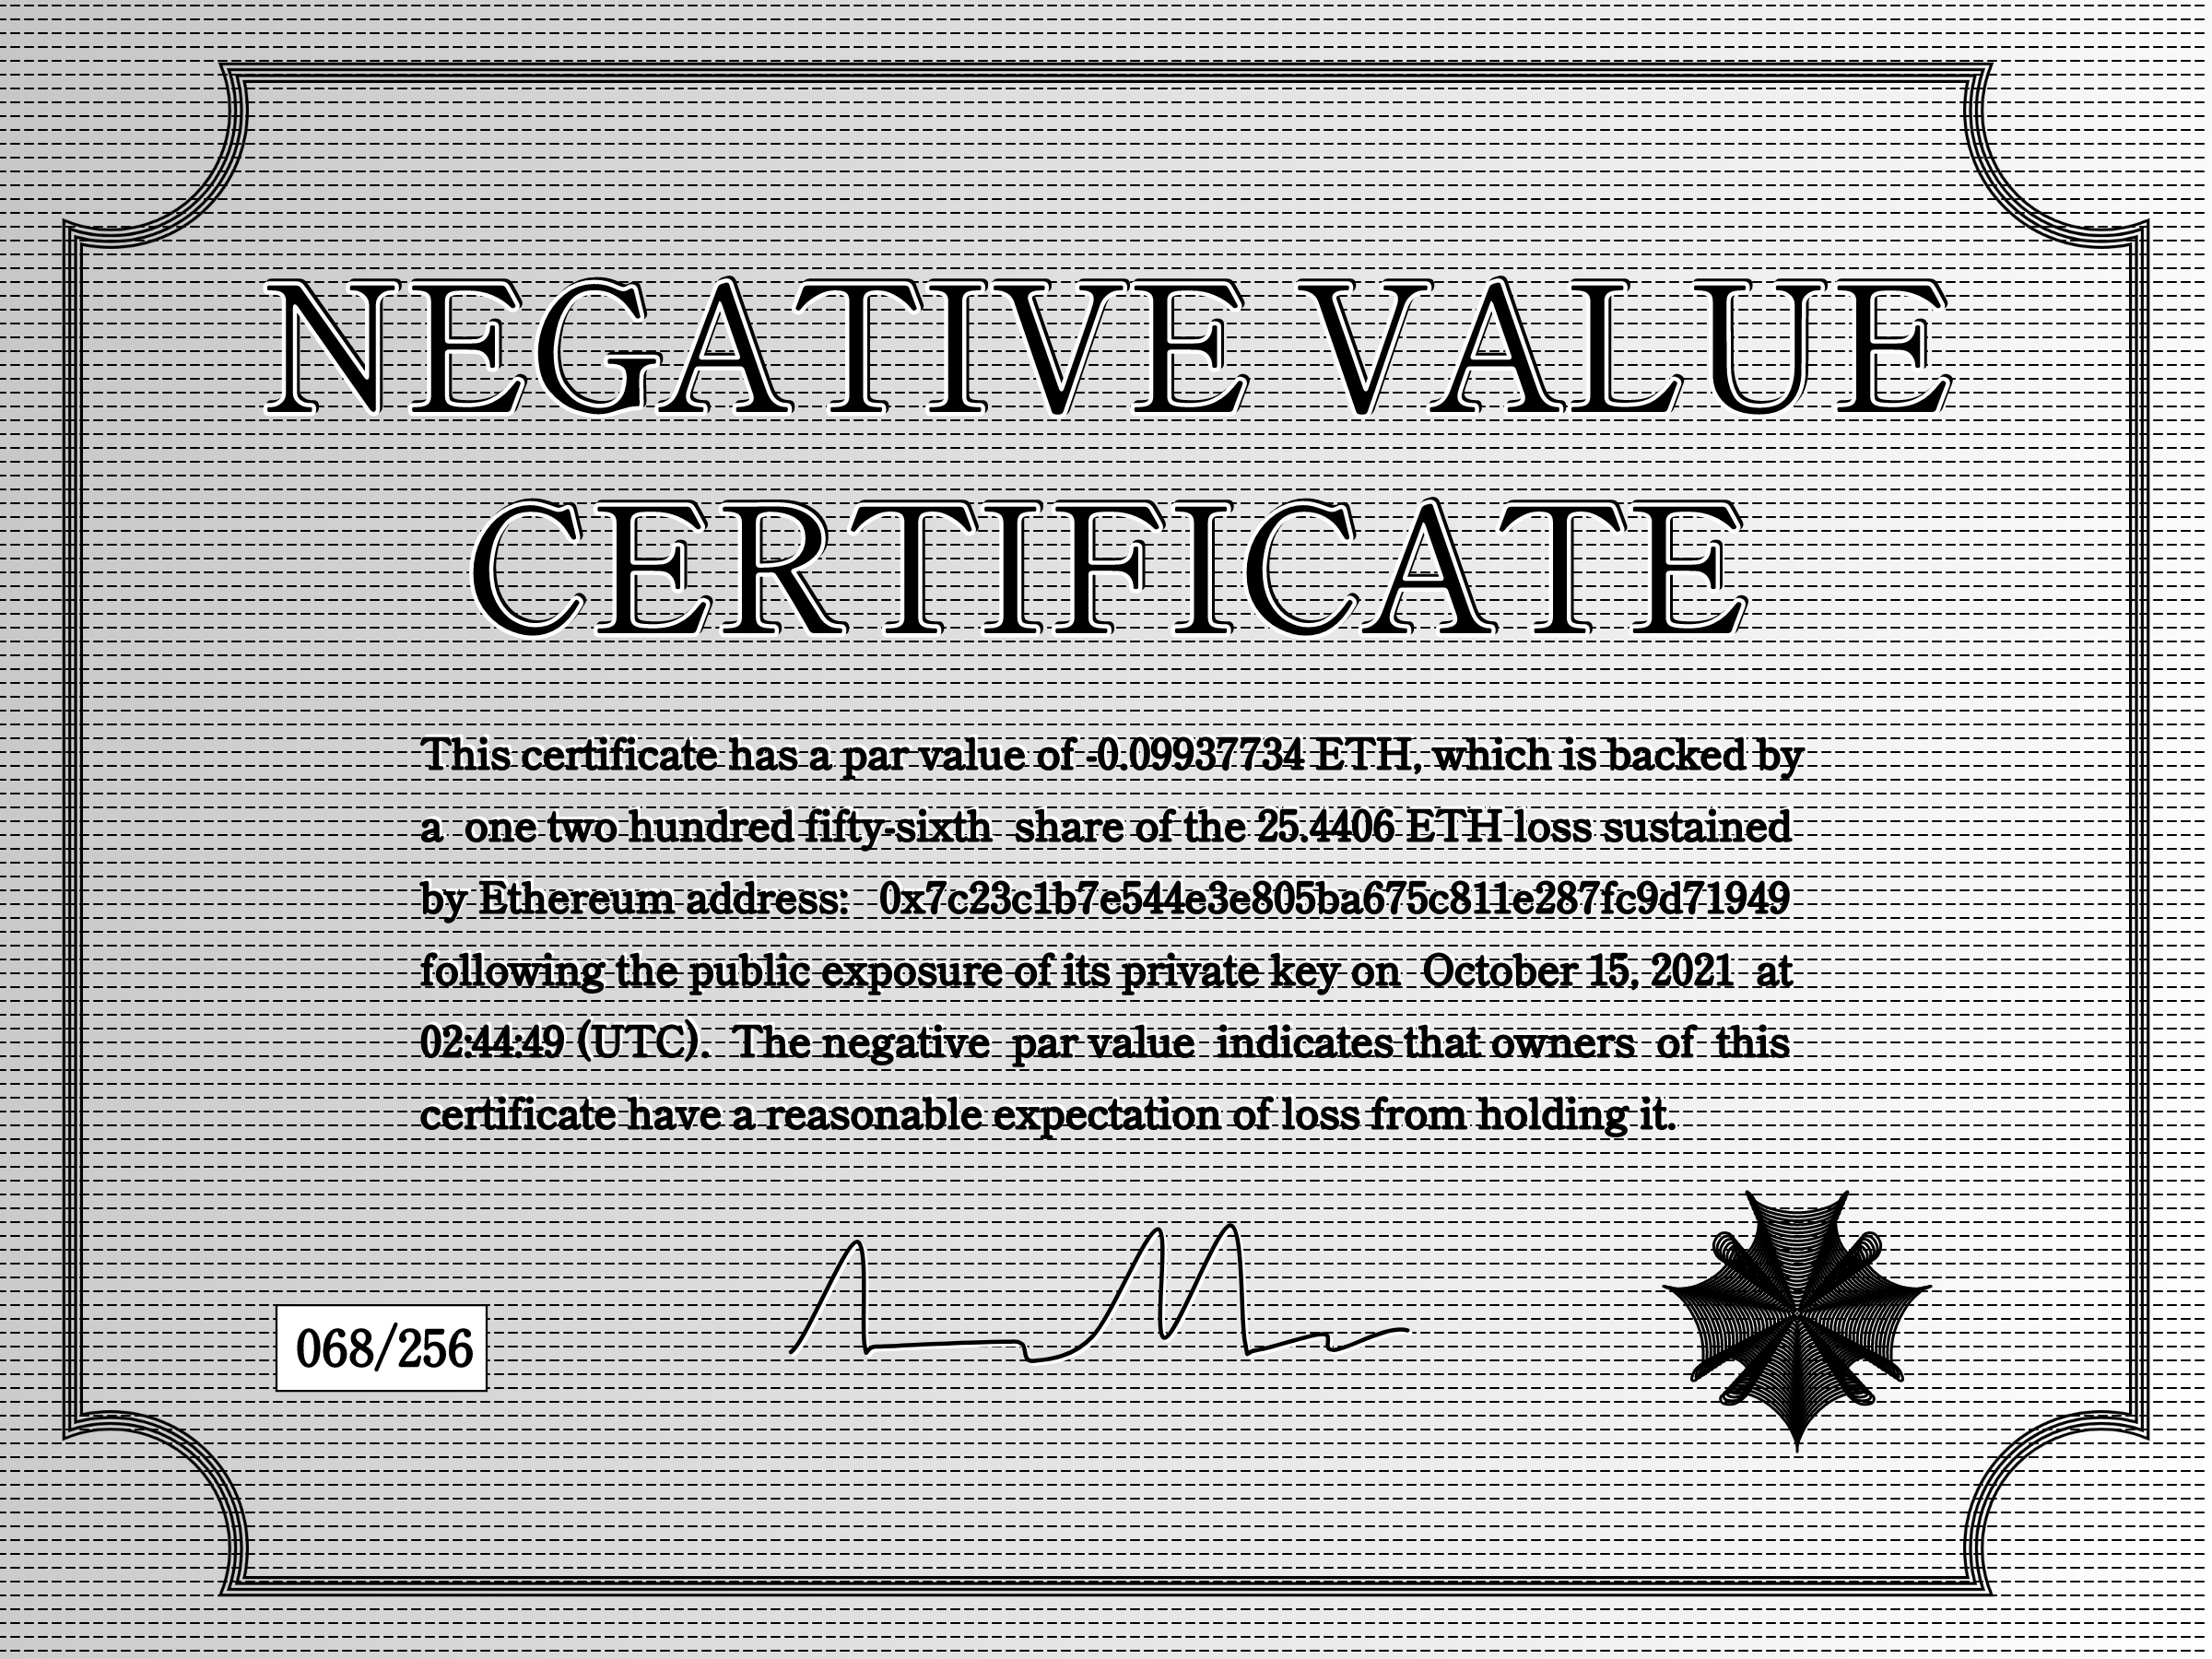 NEGATIVE VALUE
CERTIFICATE
This certificate has a par value of -0.09937734 ETH, which is backed by
a one two hundred fifty-sixth share of the 25.4406 ETH loss sustained
by Ethereum address: 0x7c23c1b7e544e3e805ba675c811e287fc9d71949
following the public exposure of its private key on October 15, 2021 at
02:44:49 (UTC). The negative par value indicates that owners of this
certificate have a reasonable expectation of loss from holding it.
068/256